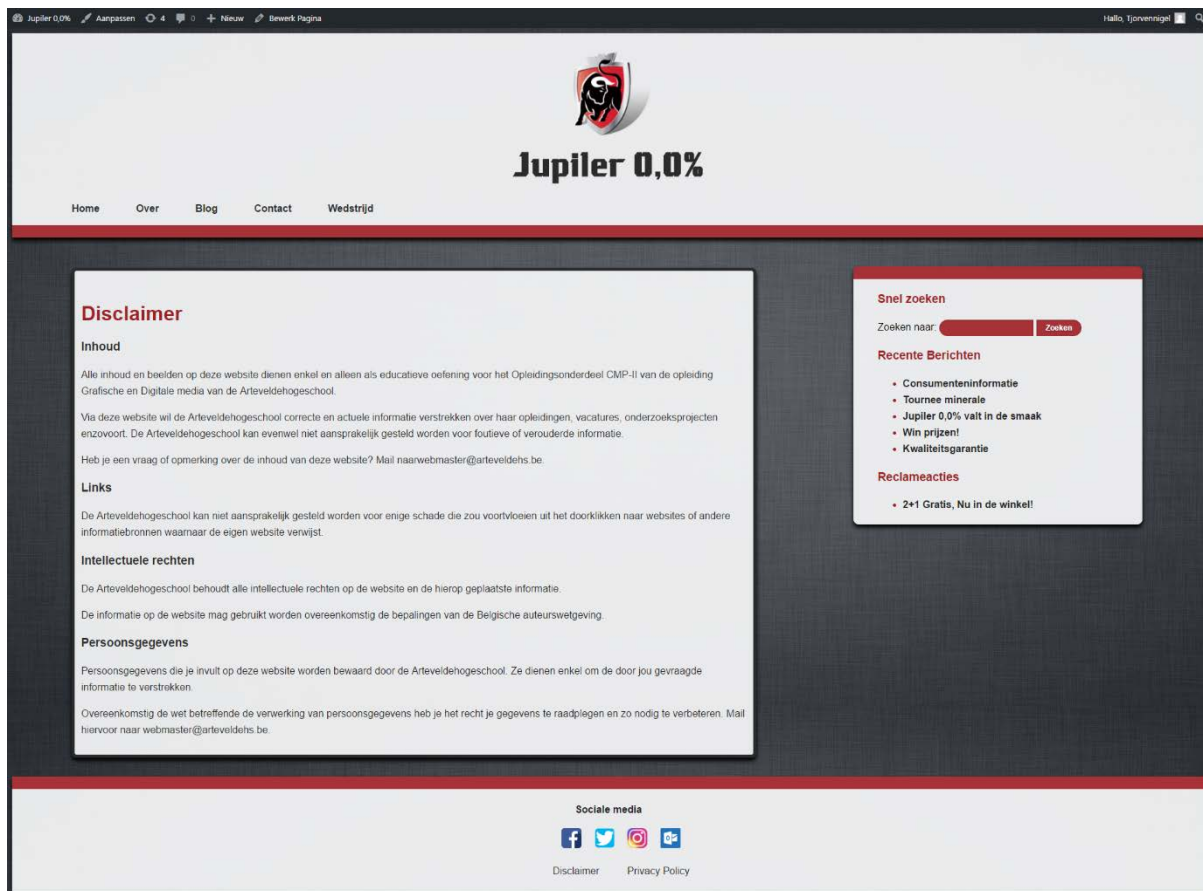 Jupiler 0,0% Aanpassen 4 0 Nieuw Bewerk Pagina Hallo, Tjorvennigel
Jupiler 0,0%
Home Over Blog Contact Wedstrijd
Disclaimer
Inhoud
Alle inhoud en beelden op deze website dienen enkel en alleen als educatieve oefening voor het Opleidingsonderdeel CMP-II van de opleiding
Grafische en Digitale media van de Arteveldehogeschool.
Via deze website wil de Arteveldehogeschool correcte en actuele informatie verstrekken over haar opleidingen, vacatures, onderzoeksprojecten
enzovoort. De Arteveldehogeschool kan evenwel niet aansprakelijk gesteld worden voor foutieve of verouderde informatie.
Heb je een vraag of opmerking over de inhoud van deze website? Mail naarwebmaster@arteveldehs.be.
Links
De Arteveldehogeschool kan niet aansprakelijk gesteld worden voor enige schade die zou voortvloeien uit het doorklikken naar websites of andere
informatiebronnen waarnaar de eigen website verwijst.
Intellectuele rechten
De Arteveldehogeschool behoudt alle intellectuele rechten op de website en de hierop geplaatste informatie.
De informatie op de website mag gebruikt worden overeenkomstig de bepalingen van de Belgische auteurswetgeving.
Persoonsgegevens
Persoonsgegevens die je invult op deze website worden bewaard door de Arteveldehogeschool. Ze dienen enkel om de door jou gevraagde
informatie te verstrekken.
Overeenkomstig de wet betreffende de verwerking van persoonsgegevens heb je het recht je gegevens te raadplegen en zo nodig te verbeteren. Mail
hiervoor naar webmaster@arteveldehs.be.
Snel zoeken
Zoeken naar: Zoeken
Recente Berichten
Consumenteninformatie
Tournee minerale
Jupiler 0,0% valt in de smaak
Win prijzen!
Kwaliteitsgarantie
Reclameacties
2+1 Gratis, Nu in de winkel!
Sociale media
Disclaimer Privacy Policy